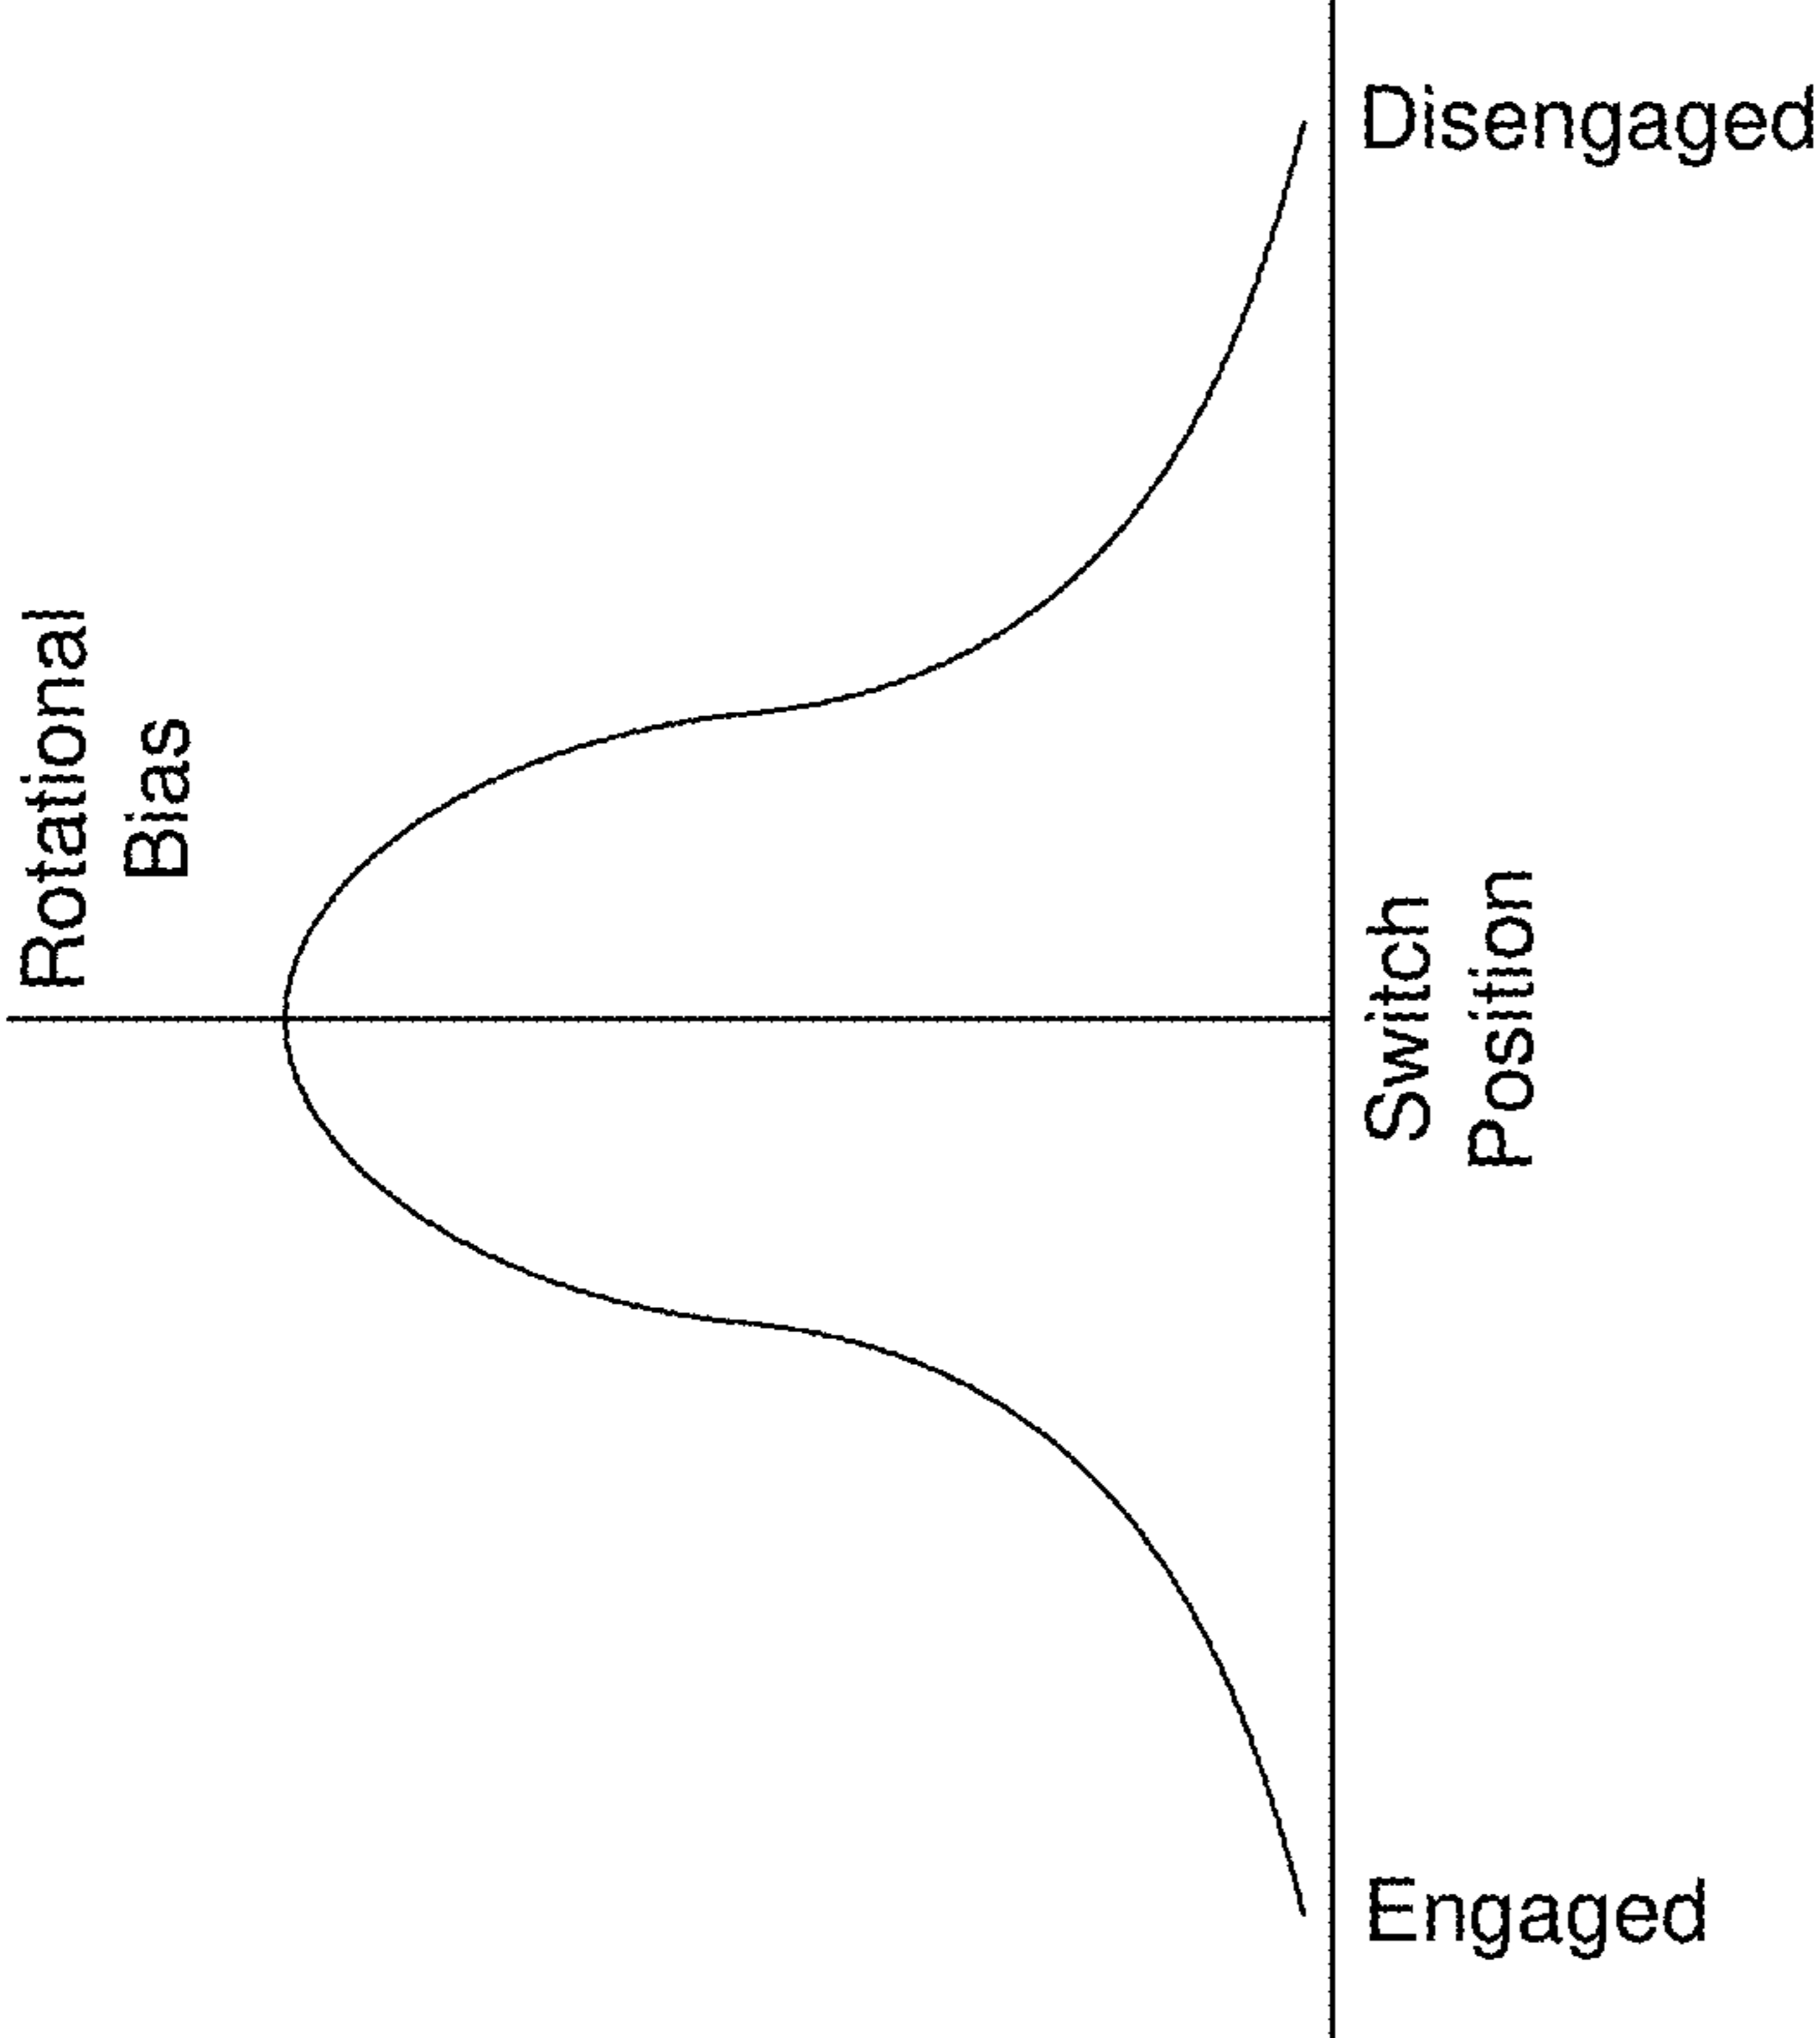 Rotational
Bias
Disengaged
Switch
Position
Engaged